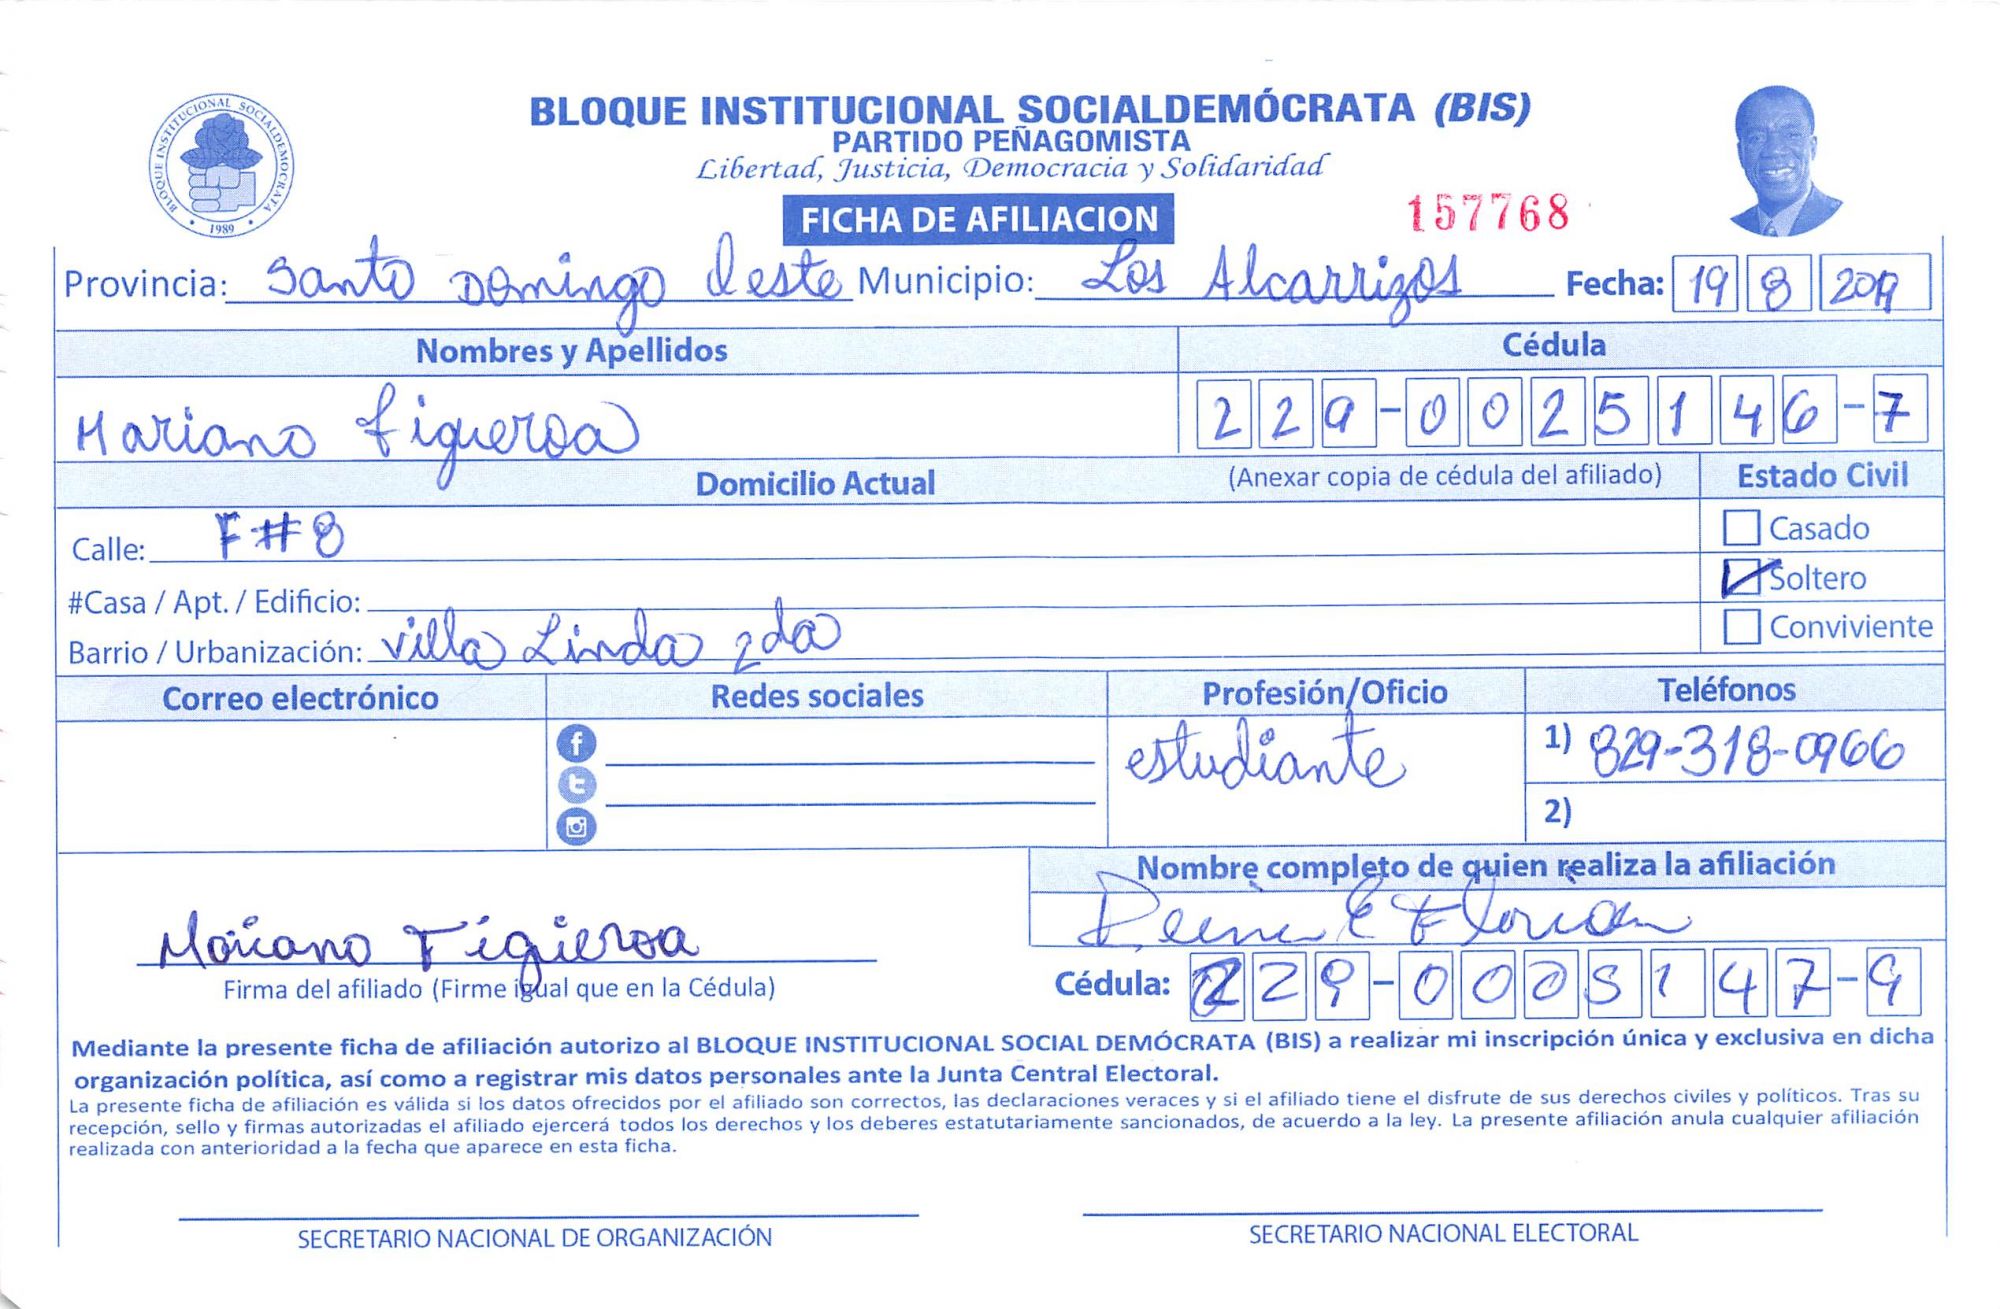 BLOQUE INSTITUCIONAL SOCIALDEMOCRATA
1989
BLOQUE INSTITUCIONAL SOCIALDEMÓCRATA (BIS)
PARTIDO PEÑAGOMISTA
Libertad, Justicia, Democracia y Solidaridad
FICHA DE AFILIACION
157768
Provincia: Santo Domingo Oeste Municipio: Los Alcarrizos Fecha: 19 8 2019
Nombres y Apellidos Cédula
Mariano Figueroa 229-0025146-7
Domicilio Actual (Anexar copia de cédula del afiliado) Estado Civil
Calle: F#8 Casado
#Casa / Apt. / Edificio: Soltero
Barrio / Urbanización: Villa Linda 2da Conviviente
Correo electrónico Redes sociales Profesión/Oficio Teléfonos
estudiante 1) 829-318-0966
2)
Nombre completo de quien realiza la afiliación
E Florian
Mariano Figueroa
Firma del afiliado (Firme igual que en la Cédula) Cédula: 229-0005147-9
Mediante la presente ficha de afiliación autorizo al BLOQUE INSTITUCIONAL SOCIAL DEMÓCRATA (BIS) a realizar mi inscripción única y exclusiva en dicha
organización política, así como a registrar mis datos personales ante la Junta Central Electoral.
La presente ficha de afiliación es válida si los datos ofrecidos por el afiliado son correctos, las declaraciones veraces y si el afiliado tiene el disfrute de sus derechos civiles y políticos. Tras su
recepción, sello y firmas autorizadas el afiliado ejercerá todos los derechos y los deberes estatutariamente sancionados, de acuerdo a la ley. La presente afiliación anula cualquier afiliación
realizada con anterioridad a la fecha que aparece en esta ficha.
SECRETARIO NACIONAL DE ORGANIZACIÓN SECRETARIO NACIONAL ELECTORAL